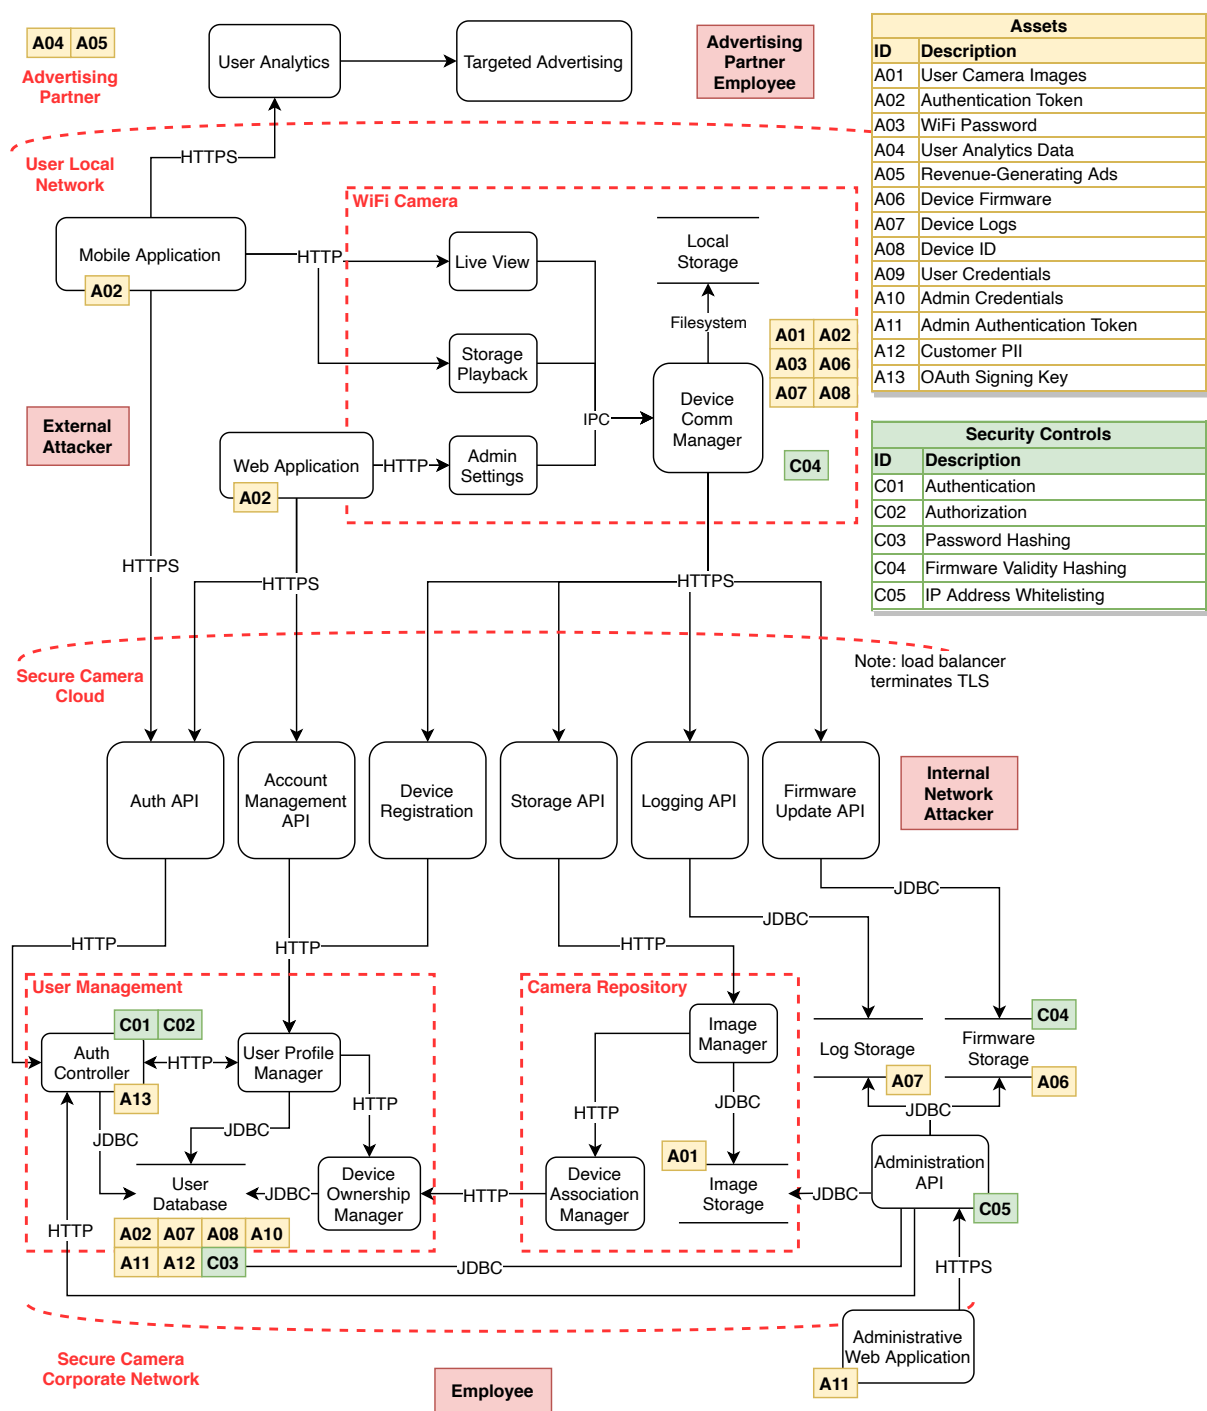 A04 A05
Advertising
Partner
User Analytics
Targeted Advertising
Advertising
Partner
Employee
Assets
ID Description
A01 User Camera Images
A02 Authentication Token
A03 WiFi Password
A04 User Analytics Data
A05 Revenue-Generating Ads
A06 Device Firmware
A07 Device Logs
A08 Device ID
A09 User Credentials
A10 Admin Credentials
A11 Admin Authentication Token
A12 Customer PII
A13 OAuth Signing Key
HTTPS
User Local
Network
WiFi Camera
Mobile Application
A02
HTTP
Live View
Local
Storage
Filesystem
Storage
Playback
A01 A02
A03 A06
A07 A08
Device
Comm
Manager
IPC
External
Attacker
Web Application
A02
HTTP
Admin
Settings
C04
Security Controls
ID Description
C01 Authentication
C02 Authorization
C03 Password Hashing
C04 Firmware Validity Hashing
C05 IP Address Whitelisting
HTTPS
HTTPS
HTTPS
Secure Camera
Cloud
Note: load balancer
terminates TLS
Auth API
Account
Management
API
Device
Registration
Storage API
Logging API
Firmware
Update API
Internal
Network
Attacker
JDBC
JDBC
HTTP
HTTP
HTTP
User Management
Camera Repository
C01 C02
Auth
Controller
A13
HTTP
User Profile
Manager
Image
Manager
Log Storage
A07
C04
Firmware
Storage
A06
HTTP
JDBC
JDBC
HTTP
JDBC
JDBC
User
Database
JDBC
Device
Ownership
Manager
HTTP
Device
Association
Manager
A01
Image
Storage
JDBC
Administration
API
C05
HTTP
A02 A07 A08 A10
A11 A12 C03
JDBC
HTTPS
Secure Camera
Corporate Network
Employee
Administrative
Web Application
A11